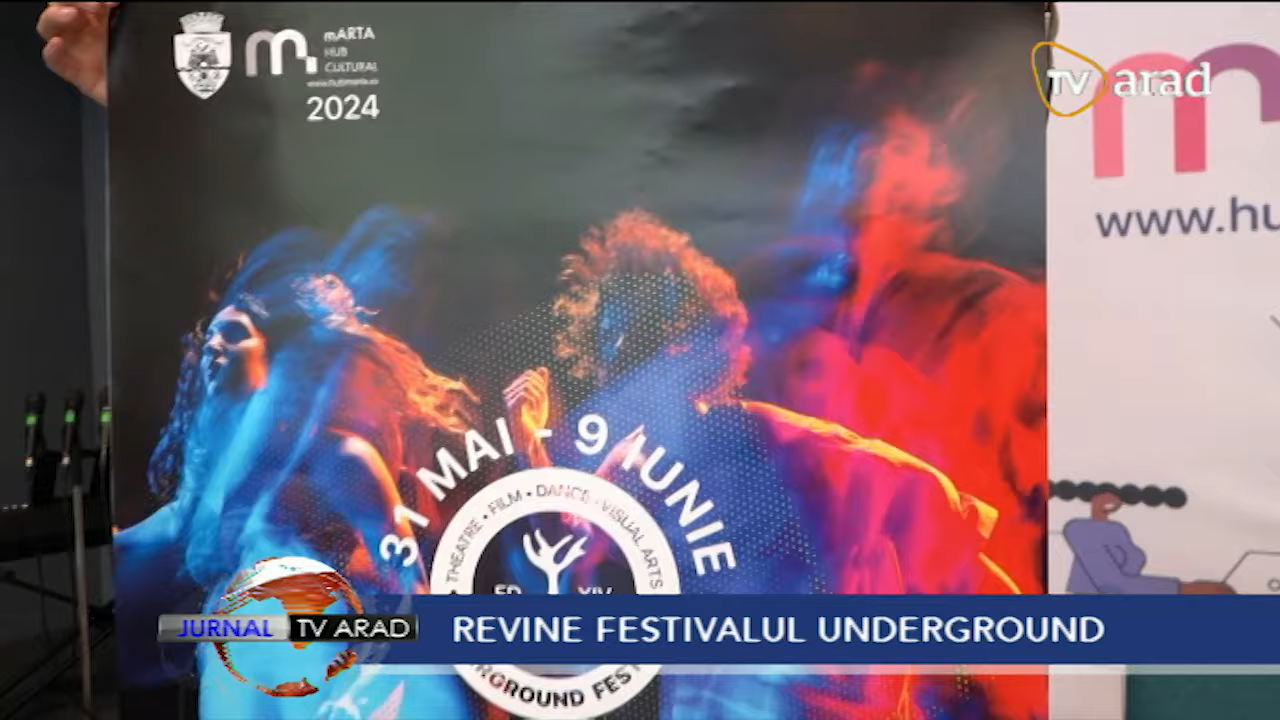 mARTA
HUB
CULTURAL
2024
TV arad
m
www.hu
31 MAI - 9 IUNIE
THEATRE • FILM • DANCE • VISUAL ARTS
ED XIV
RGROUND FEST
JURNAL TV ARAD
REVINE FESTIVALUL UNDERGROUND